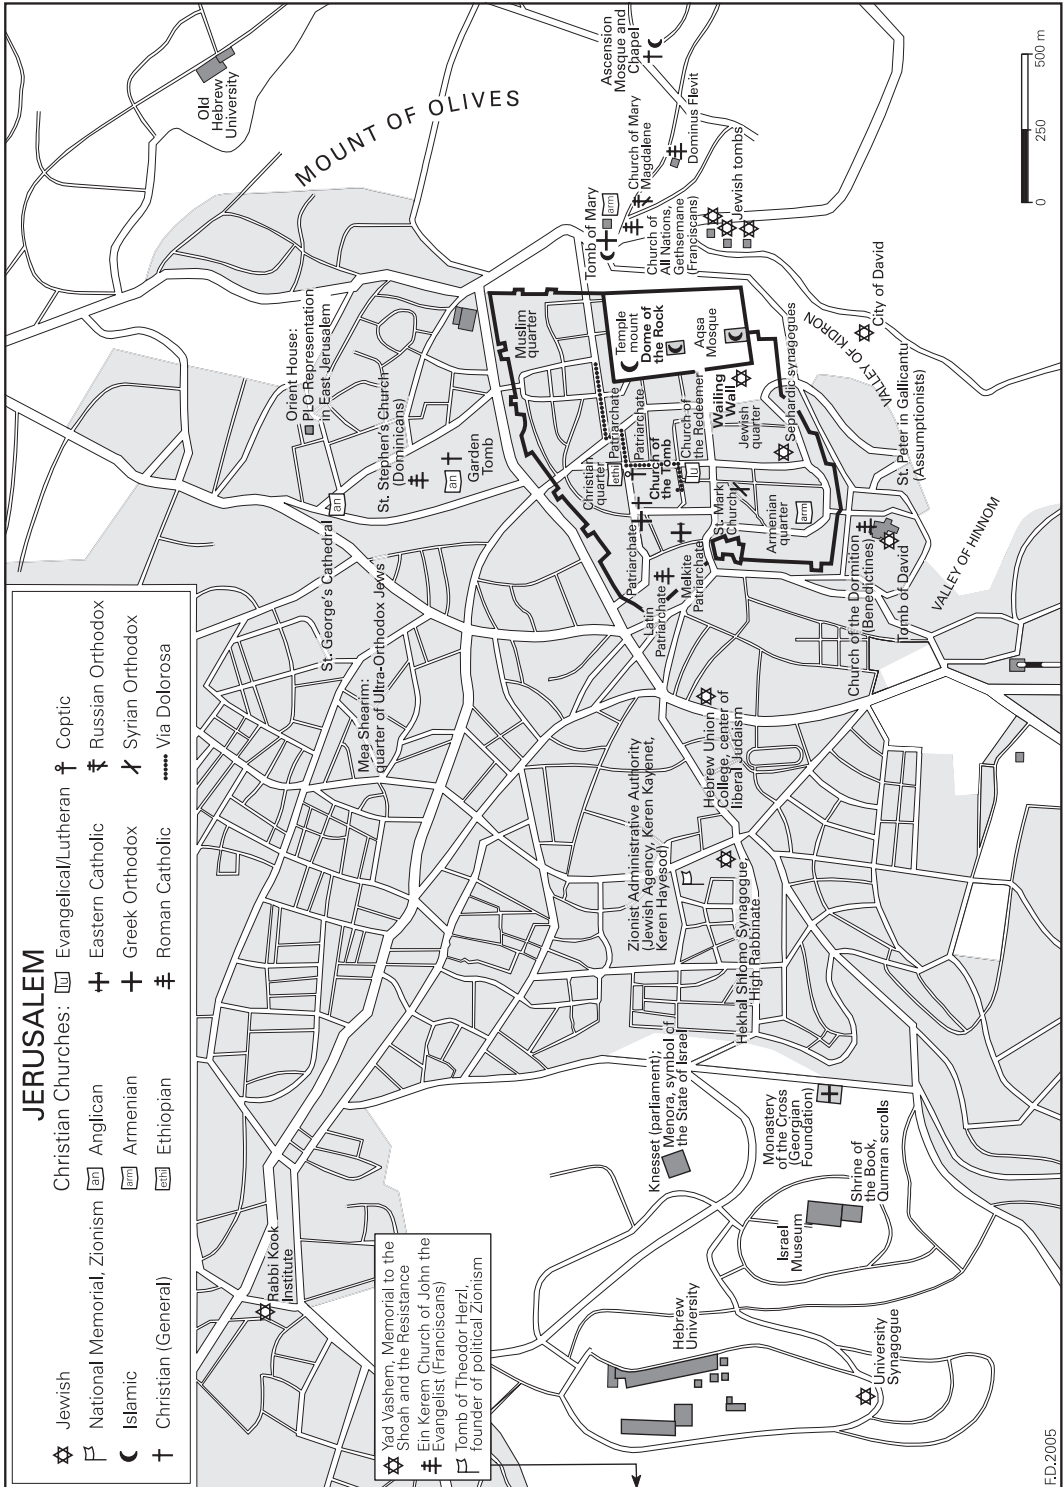 JERUSALEM
Jewish
National Memorial, Zionism
Islamic
Christian (General)
Christian Churches:
an Anglican
arm Armenian
ethi Ethiopian
lu Evangelical/Lutheran
Eastern Catholic
Greek Orthodox
Roman Catholic
Coptic
Russian Orthodox
Syrian Orthodox
Via Dolorosa
Old
Hebrew
University
MOUNT OF OLIVES
Ascension
Mosque and
Chapel
Church of Mary
Magdalene
Dominus Flevit
Tomb of Mary
arm
Church of
All Nations,
Gethsemane
(Franciscans)
Jewish tombs
500 m
250
0
Orient House:
PLO Representation
in East Jerusalem
St. Stephen's Church
(Dominicans)
an
Garden
Tomb
an
St. George's Cathedral
Mea Shearim:
quarter of Ultra-Orthodox Jews
Muslim
quarter
Temple
mount
Dome of
the Rock
Aqsa
Mosque
Christian
quarter
ethi
Patriarchate
Patriarchate
Church of
the Tomb
Church of
the Redeemer
lu
Wailing
Wall
Jewish
quarter
Sephardic synagogues
St. Mark
Church
Armenian
quarter
arm
Patriarchate
Latin
Patriarchate
Melkite
Patriarchate
VALLEY OF KIDRON
City of David
St. Peter in Gallicantu
(Assumptionists)
VALLEY OF HINNOM
Church of the Dormition
(Benedictines)
Tomb of David
Hebrew Union
College, center of
liberal Judaism
Zionist Administrative Authority
(Jewish Agency, Keren Kayenet,
Keren Hayesod)
Hekhal Shlomo Synagogue,
High Rabbinate
Knesset (parliament);
Menora, symbol of
the State of Israel
Monastery
of the Cross
(Georgian
Foundation)
Shrine of
the Book,
Qumran scrolls
Israel
Museum
Rabbi Kook
Institute
Hebrew
University
University
Synagogue
Yad Vashem, Memorial to the
Shoah and the Resistance
Ein Kerem Church of John the
Evangelist (Franciscans)
Tomb of Theodor Herzl,
founder of political Zionism
F.D.2005